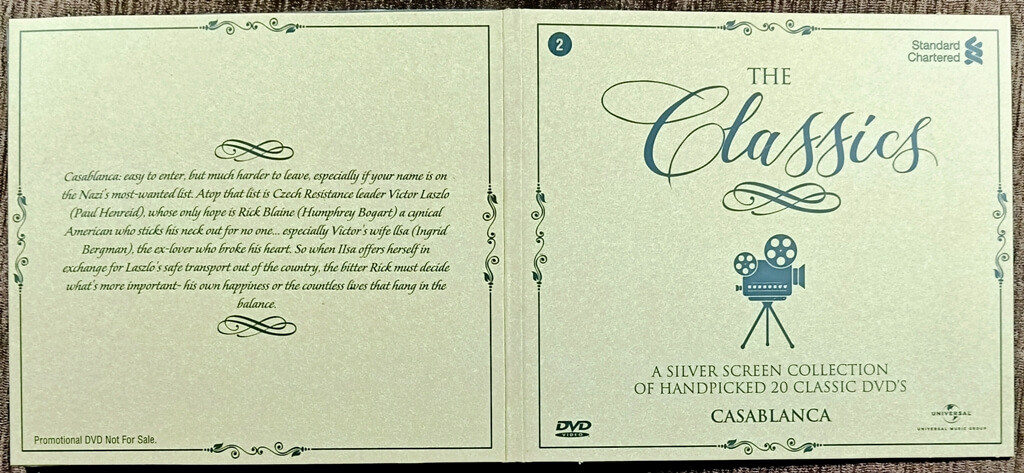 Casablanca: easy to enter, but much harder to leave, especially if your name is on
the Nazi's most-wanted list. Atop that list is Czech Resistance leader Victor Laszlo
(Paul Henreid), whose only hope is Rick Blaine (Humphrey Bogart) a cynical
American who sticks his neck out for no one... especially Victor's wife Ilsa (Ingrid
Bergman), the ex-lover who broke his heart. So when Ilsa offers herself in
exchange for Laszlo's safe transport out of the country, the bitter Rick must decide
what's more important- his own happiness or the countless lives that hang in the
balance.
Promotional DVD Not For Sale.
2
Standard
Chartered
THE
Classics
A SILVER SCREEN COLLECTION
OF HANDPICKED 20 CLASSIC DVD'S
CASABLANCA
DVD
VIDEO
UNIVERSAL
UNIVERSAL MUSIC GROUP